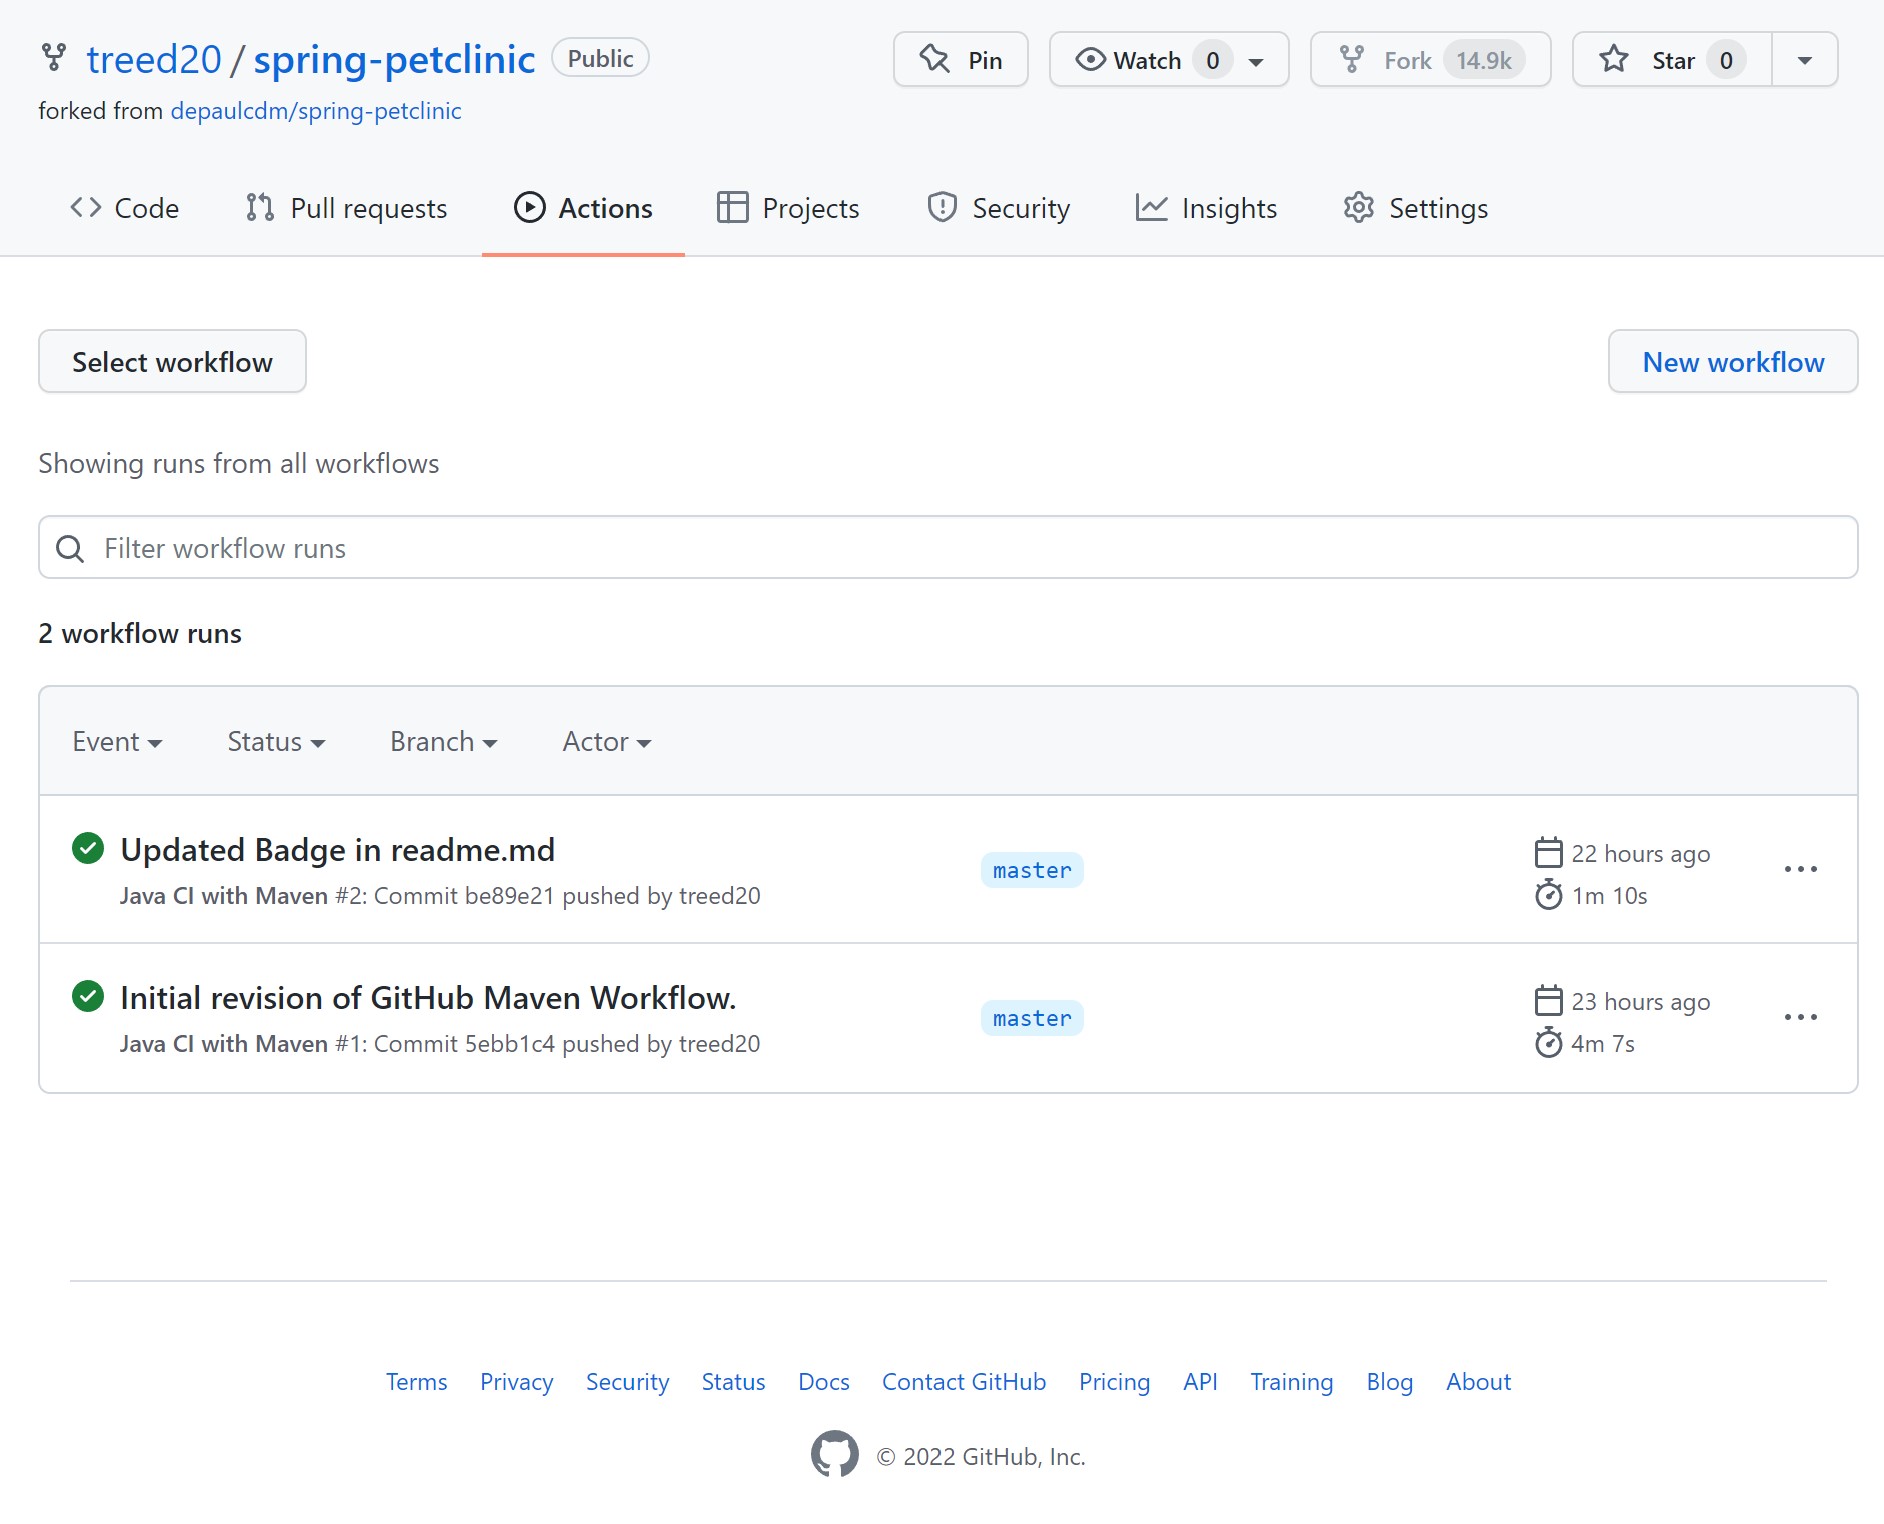 treed20 / spring-petclinic Public Pin Watch 0 Fork 14.9k Star 0
forked from depaulcdm/spring-petclinic
Code Pull requests Actions Projects Security Insights Settings
Select workflow New workflow
Showing runs from all workflows
Filter workflow runs
2 workflow runs
Event Status Branch Actor
Updated Badge in readme.md
Java CI with Maven #2: Commit be89e21 pushed by treed20
master
22 hours ago
1m 10s
Initial revision of GitHub Maven Workflow.
Java CI with Maven #1: Commit 5ebb1c4 pushed by treed20
master
23 hours ago
4m 7s
Terms Privacy Security Status Docs Contact GitHub Pricing API Training Blog About
© 2022 GitHub, Inc.